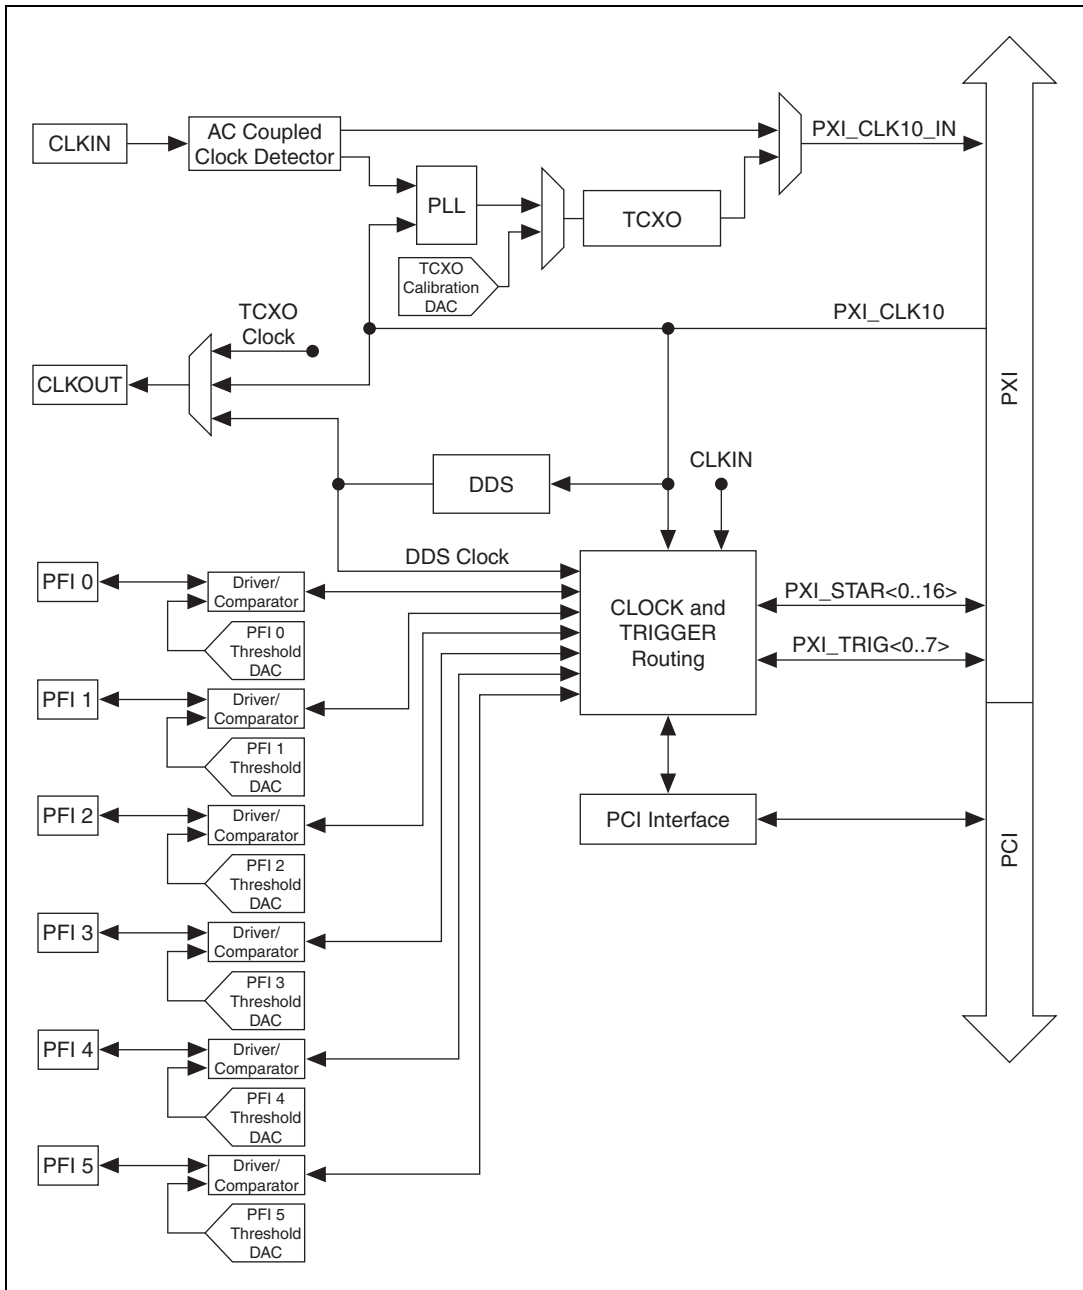 CLKIN
AC Coupled
Clock Detector
PXI_CLK10_IN
PLL
TCXO
TCXO
Calibration
DAC
TCXO
Clock
PXI_CLK10
CLKOUT
PXI
DDS
CLKIN
DDS Clock
CLOCK and
TRIGGER
Routing
PXI_STAR<0..16>
PXI_TRIG<0..7>
PCI Interface
PCI
PFI 0
Driver/
Comparator
PFI 0
Threshold
DAC
PFI 1
Driver/
Comparator
PFI 1
Threshold
DAC
PFI 2
Driver/
Comparator
PFI 2
Threshold
DAC
PFI 3
Driver/
Comparator
PFI 3
Threshold
DAC
PFI 4
Driver/
Comparator
PFI 4
Threshold
DAC
PFI 5
Driver/
Comparator
PFI 5
Threshold
DAC